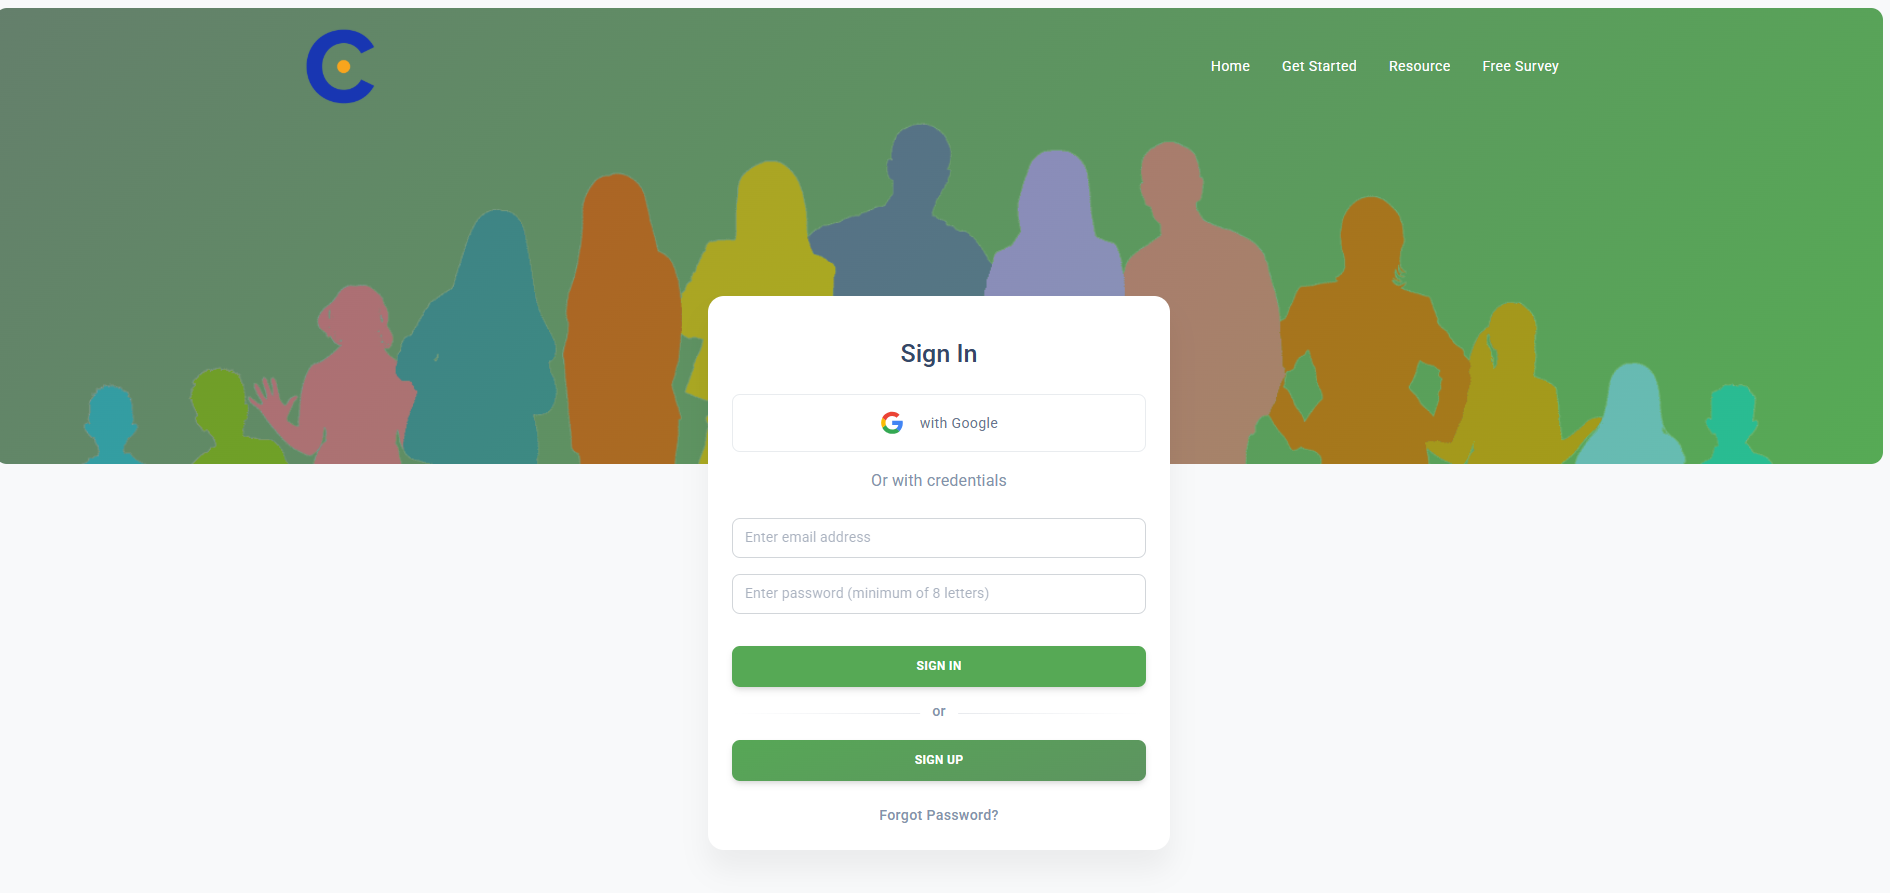 Home Get Started Resource Free Survey
Sign In
with Google
Or with credentials
Enter email address
Enter password (minimum of 8 letters)
SIGN IN
or
SIGN UP
Forgot Password?